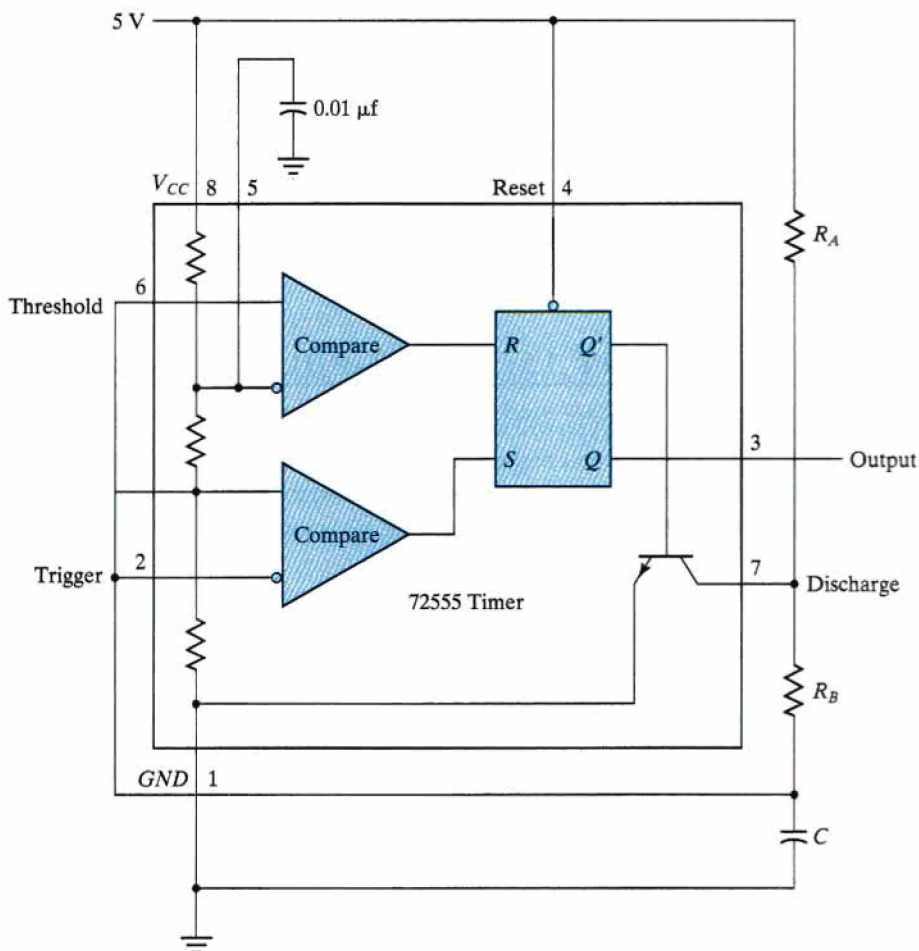 5 V
0.01 μf
V_CC 8 5 Reset 4
R_A
6
Threshold
Compare R Q'
3
S Q Output
Compare
2
Trigger 7
72555 Timer Discharge
R_B
GND 1
C